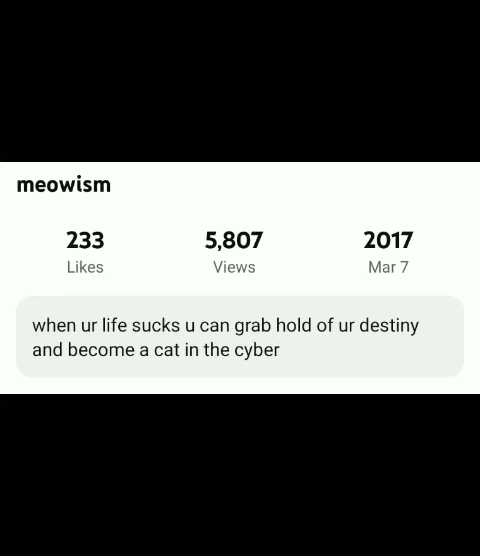 meowism
233 5,807 2017
Likes Views Mar 7
when ur life sucks u can grab hold of ur destiny
and become a cat in the cyber